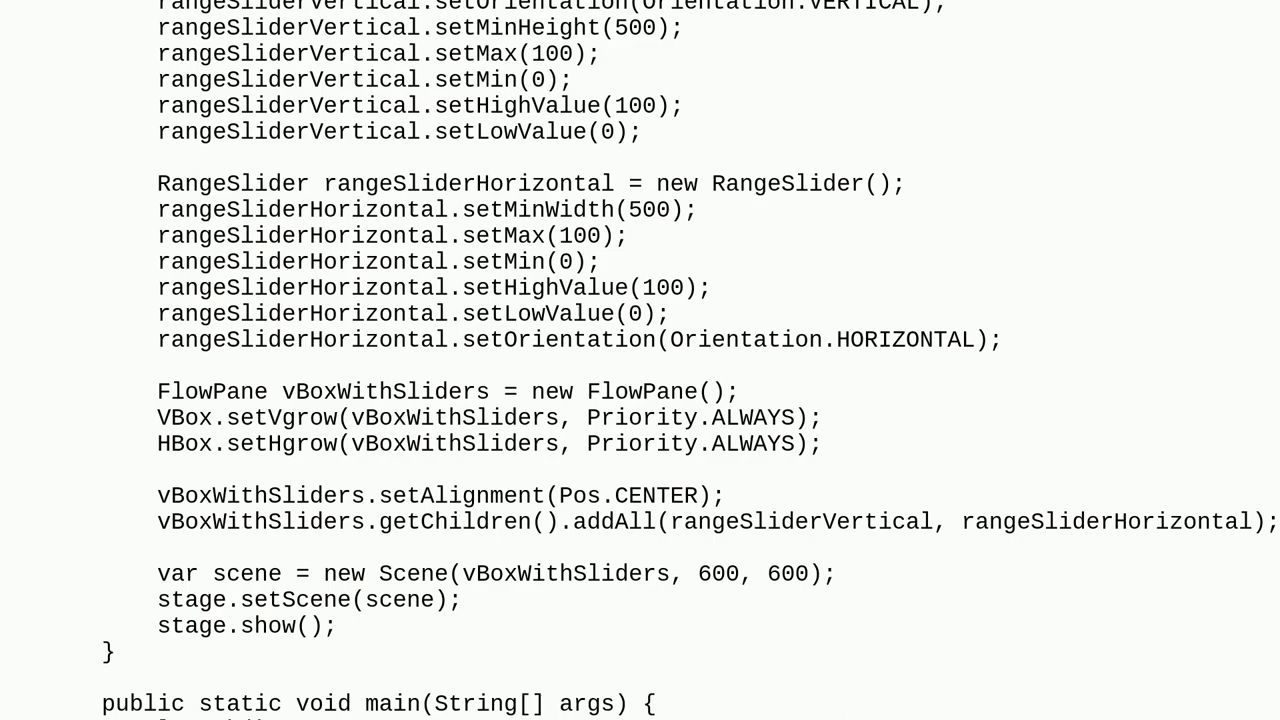 rangeSliderVertical.setOrientation(Orientation.VERTICAL);
rangeSliderVertical.setMinHeight(500);
rangeSliderVertical.setMax(100);
rangeSliderVertical.setMin(0);
rangeSliderVertical.setHighValue(100);
rangeSliderVertical.setLowValue(0);
RangeSlider rangeSliderHorizontal = new RangeSlider();
rangeSliderHorizontal.setMinWidth(500);
rangeSliderHorizontal.setMax(100);
rangeSliderHorizontal.setMin(0);
rangeSliderHorizontal.setHighValue(100);
rangeSliderHorizontal.setLowValue(0);
rangeSliderHorizontal.setOrientation(Orientation.HORIZONTAL);
FlowPane vBoxWithSliders = new FlowPane();
VBox.setVgrow(vBoxWithSliders, Priority.ALWAYS);
HBox.setHgrow(vBoxWithSliders, Priority.ALWAYS);
vBoxWithSliders.setAlignment(Pos.CENTER);
vBoxWithSliders.getChildren().addAll(rangeSliderVertical, rangeSliderHorizontal);
var scene = new Scene(vBoxWithSliders, 600, 600);
stage.setScene(scene);
stage.show();
}
public static void main(String[] args) {